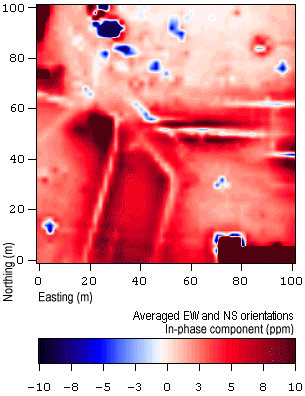 100
80
60
40
20
0
Northing (m)
0 20 40 60 80 100
Easting (m)
Averaged EW and NS orientations
In-phase component (ppm)
−10 −8 −5 −3 0 3 5 8 10